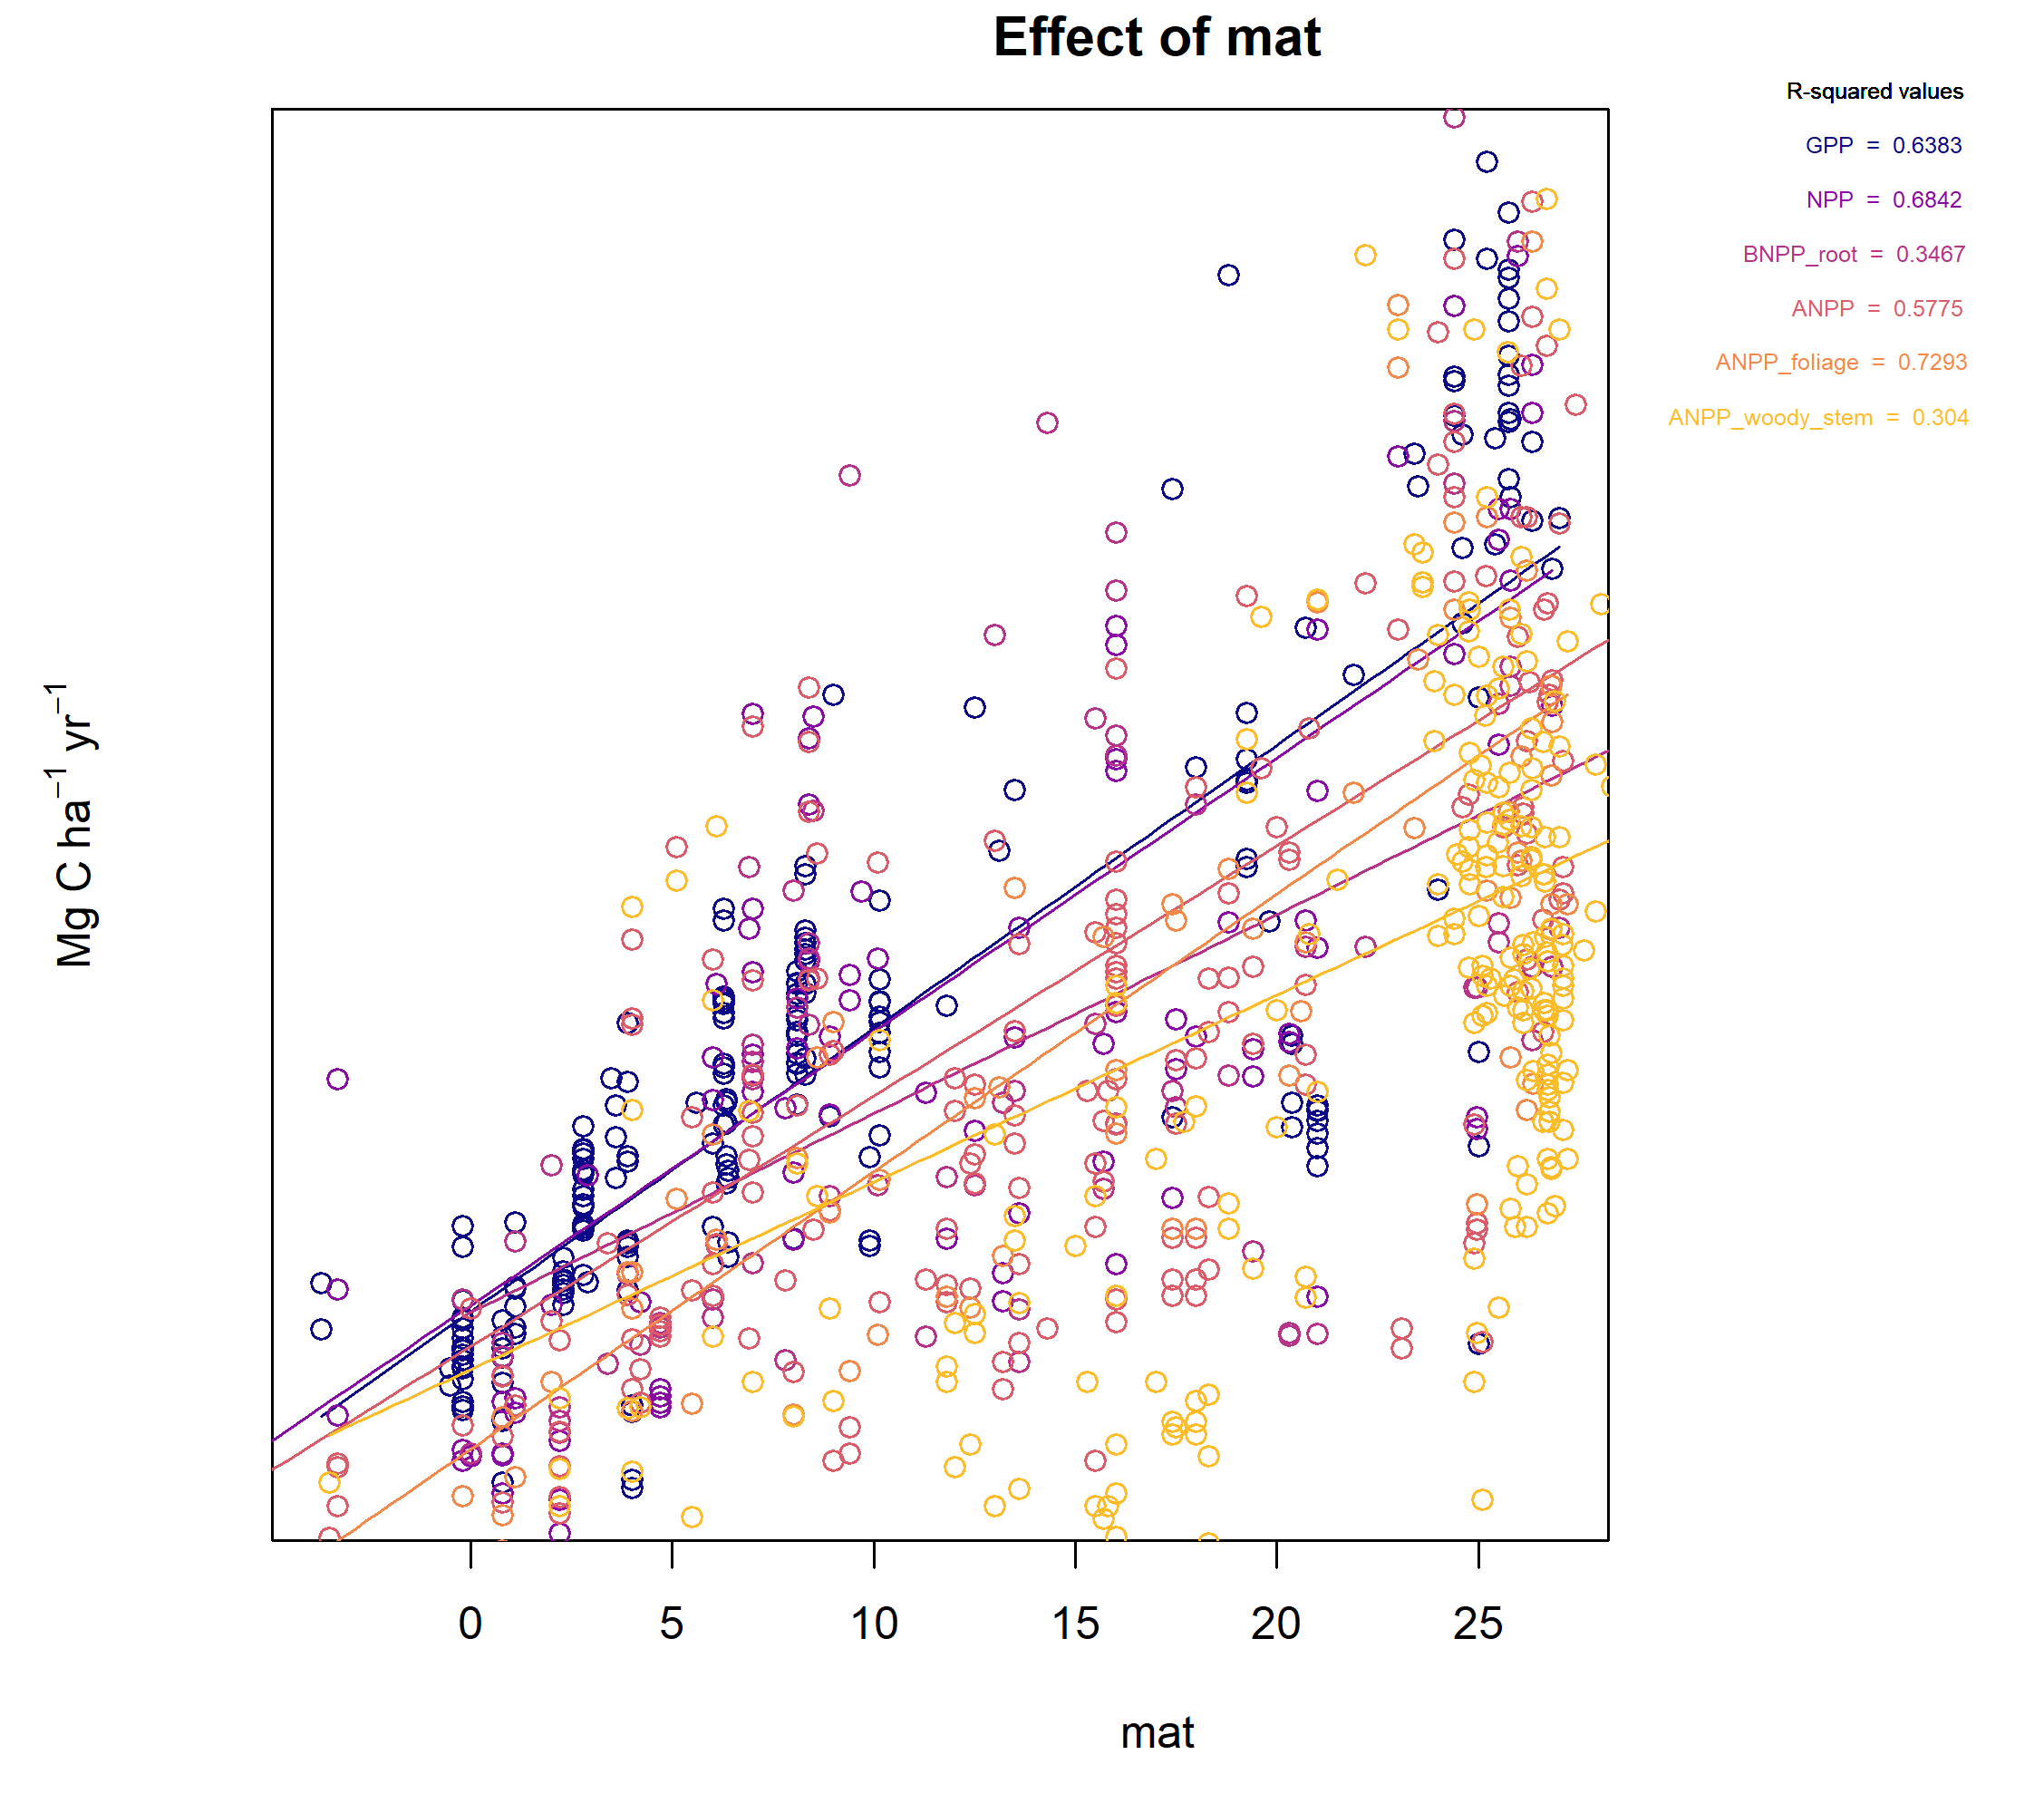 Effect of mat
R-squared values
GPP = 0.6383
NPP = 0.6842
BNPP_root = 0.3467
ANPP = 0.5775
ANPP_foliage = 0.7293
ANPP_woody_stem = 0.304
Mg C ha⁻¹ yr⁻¹
0 5 10 15 20 25
mat